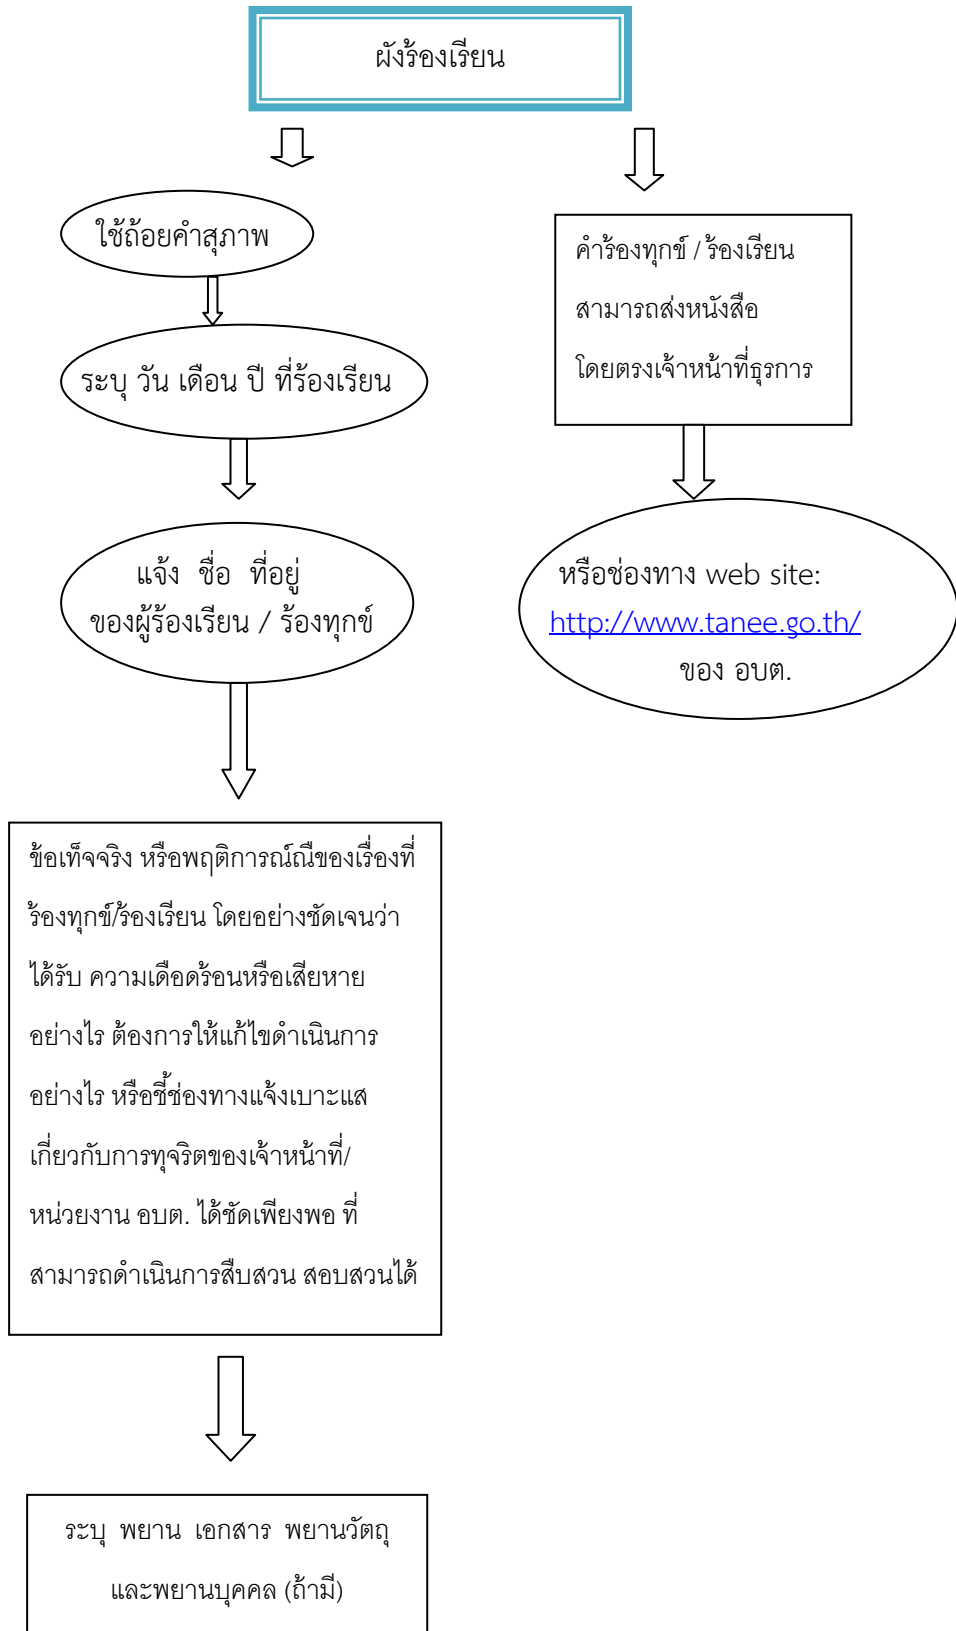 ผังร้องเรียน
ใช้ถ้อยคำสุภาพ
ระบุ วัน เดือน ปี ที่ร้องเรียน
แจ้ง ชื่อ ที่อยู่
ของผู้ร้องเรียน / ร้องทุกข์
ข้อเท็จจริง หรือพฤติการณ์ณืของเรื่องที่
ร้องทุกข์/ร้องเรียน โดยอย่างชัดเจนว่า
ได้รับ ความเดือดร้อนหรือเสียหาย
อย่างไร ต้องการให้แก้ไขดำเนินการ
อย่างไร หรือชี้ช่องทางแจ้งเบาะแส
เกี่ยวกับการทุจริตของเจ้าหน้าที่/
หน่วยงาน อบต. ได้ชัดเพียงพอ ที่
สามารถดำเนินการสืบสวน สอบสวนได้
ระบุ พยาน เอกสาร พยานวัตถุ
และพยานบุคคล (ถ้ามี)
คำร้องทุกข์ / ร้องเรียน
สามารถส่งหนังสือ
โดยตรงเจ้าหน้าที่ธุรการ
หรือช่องทาง web site:
http://www.tanee.go.th/
ของ อบต.